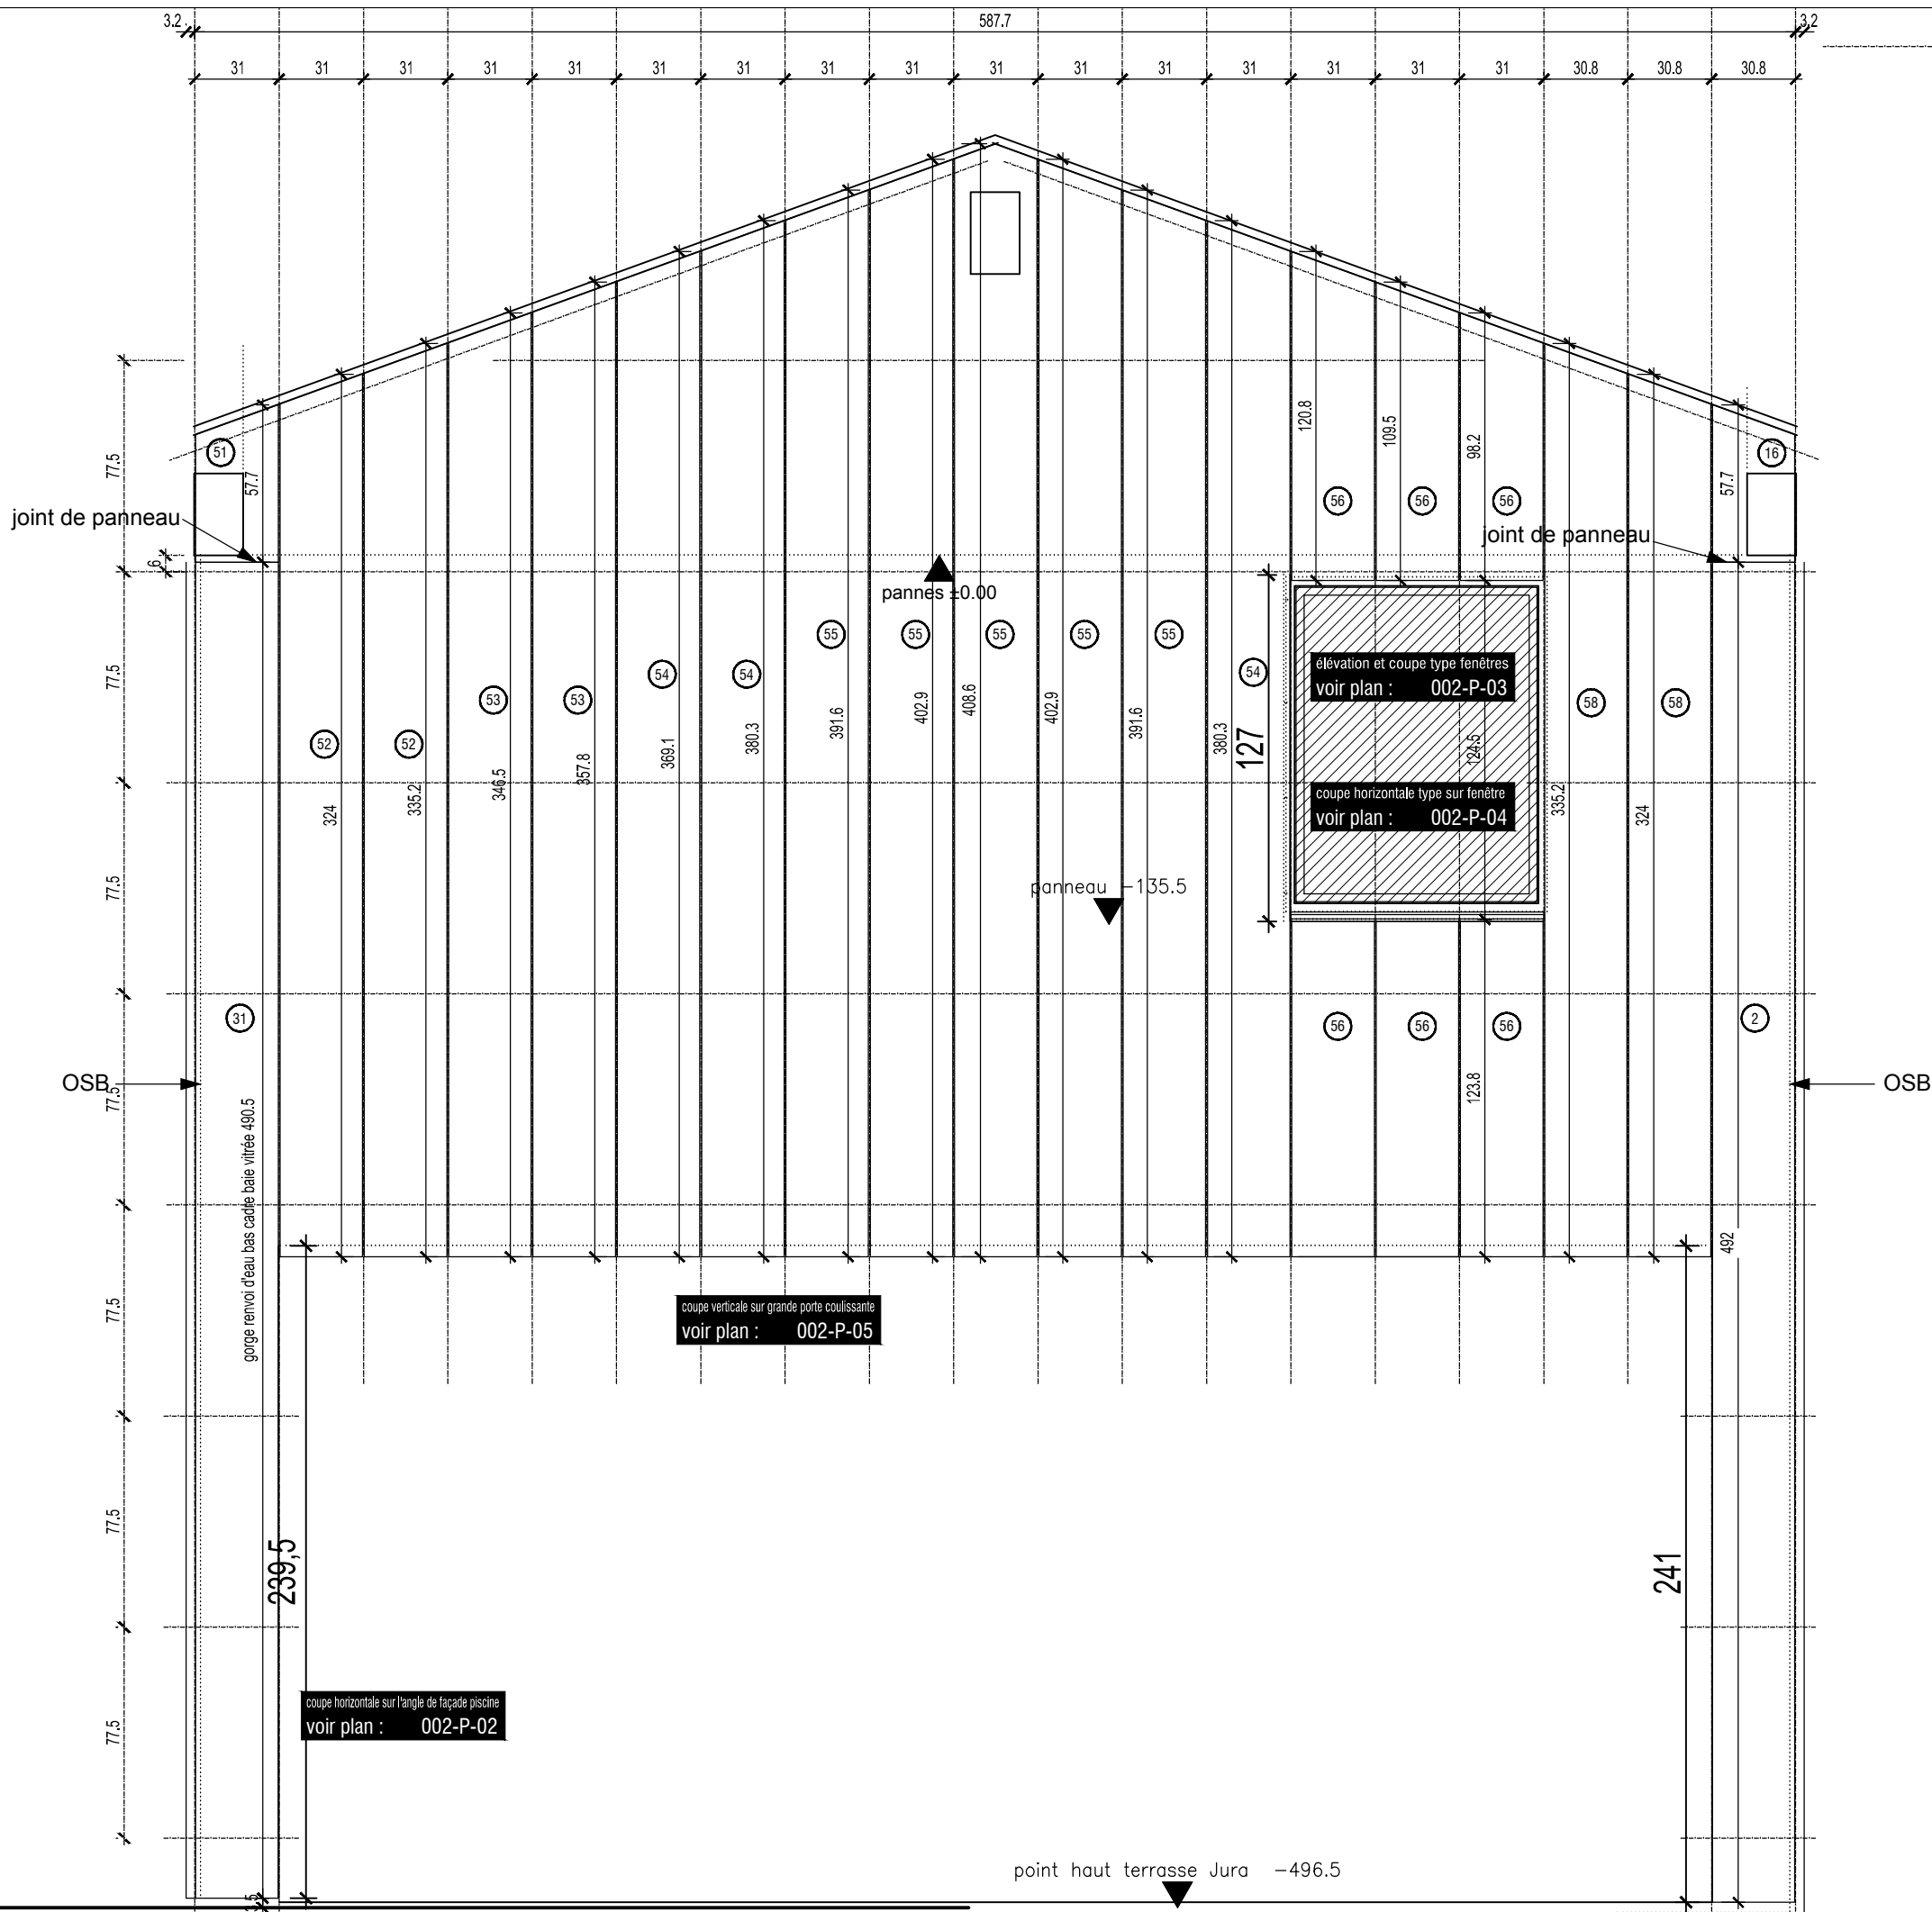 3.2 587.7 3.2
31 31 31 31 31 31 31 31 31 31 31 31 31 31 31 31 30.8 30.8 30.8
120.8 109.5 98.2
51 16
77.5 57.7 57.7
56 56 56
joint de panneau
joint de panneau
6
pannes ±0.00
55 55 55 55 55
54 54 54
élévation et coupe type fenêtres
voir plan : 002-P-03
77.5
53 53 58 58
52 52
408.6
402.9 402.9
391.6 391.6
380.3 380.3
369.1
357.8
346.5
335.2 335.2
324 324
127
124.5
coupe horizontale type sur fenêtre
voir plan : 002-P-04
77.5
panneau -135.5
31 56 56 56 2
OSB OSB
77.5
123.8
gorge renvoi d'eau bas cadre baie vitrée 490.5
492
77.5
coupe verticale sur grande porte coulissante
voir plan : 002-P-05
77.5
239,5 241
77.5
coupe horizontale sur l'angle de façade piscine
voir plan : 002-P-02
point haut terrasse Jura -496.5